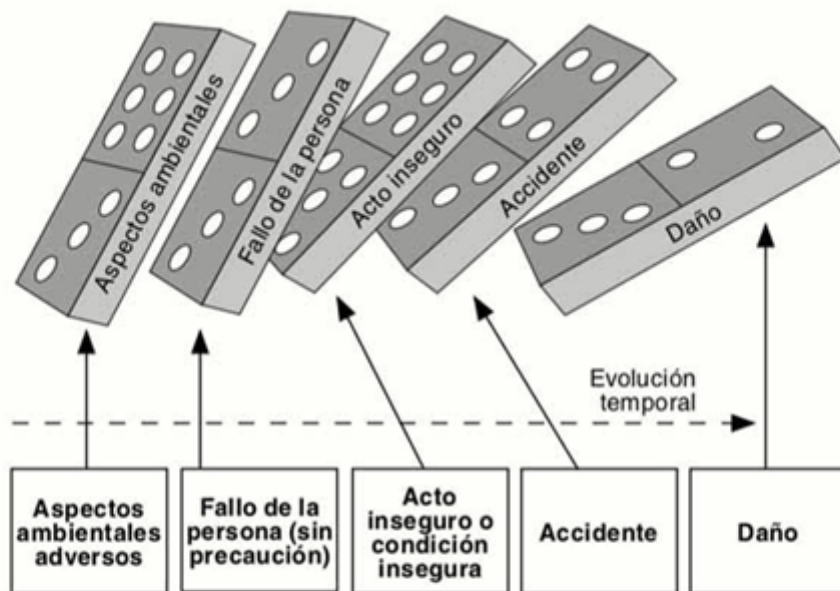 Aspectos ambientales
Fallo de la persona
Acto inseguro
Accidente
Daño
Evolución
temporal
Aspectos
ambientales
adversos
Fallo de la
persona (sin
precaución)
Acto
inseguro o
condición
insegura
Accidente
Daño